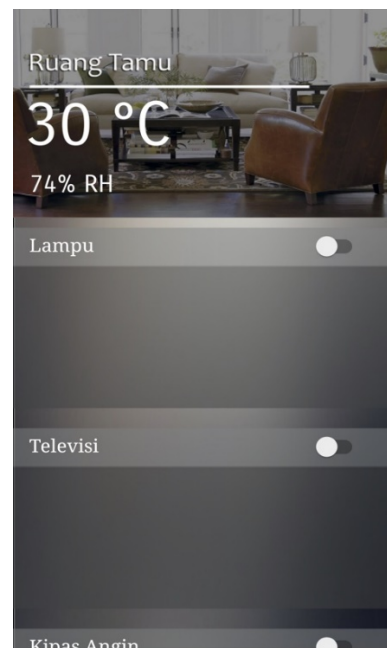 Ruang Tamu
30 °C
74% RH
Lampu
Televisi
Kipas Angin